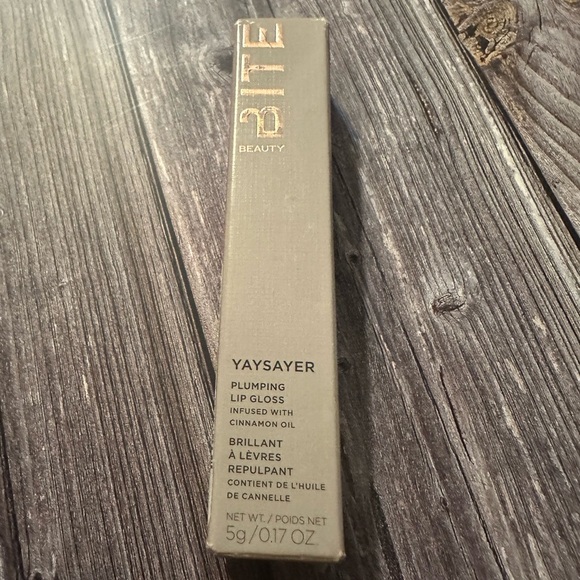 BITE
BEAUTY
YAYSAYER
PLUMPING
LIP GLOSS
INFUSED WITH
CINNAMON OIL
BRILLANT
À LÈVRES
REPULPANT
CONTIENT DE L'HUILE
DE CANNELLE
NET WT./POIDS NET
5g/0.17 OZ.